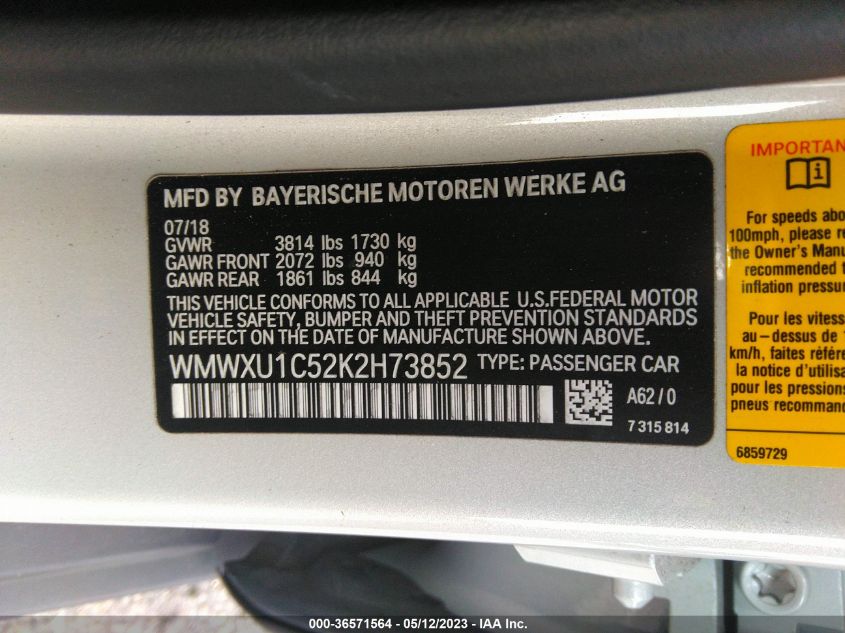 MFD BY BAYERISCHE MOTOREN WERKE AG
07/18
GVWR 3814 lbs 1730 kg
GAWR FRONT 2072 lbs 940 kg
GAWR REAR 1861 lbs 844 kg
THIS VEHICLE CONFORMS TO ALL APPLICABLE U.S.FEDERAL MOTOR
VEHICLE SAFETY, BUMPER AND THEFT PREVENTION STANDARDS
IN EFFECT ON THE DATE OF MANUFACTURE SHOWN ABOVE.
WMWXU1C52K2H73852 TYPE: PASSENGER CAR
A62/0
7 315 814
IMPORTAN
i
For speeds abo
100mph, please re
the Owner's Manu
recommended t
inflation pressur
Pour les vitess
au-dessus de 1
km/h, faites référe
la notice d'utilisa
pour les pression
pneus recommand
6859729
000-36571564 - 05/12/2023 - IAA Inc.